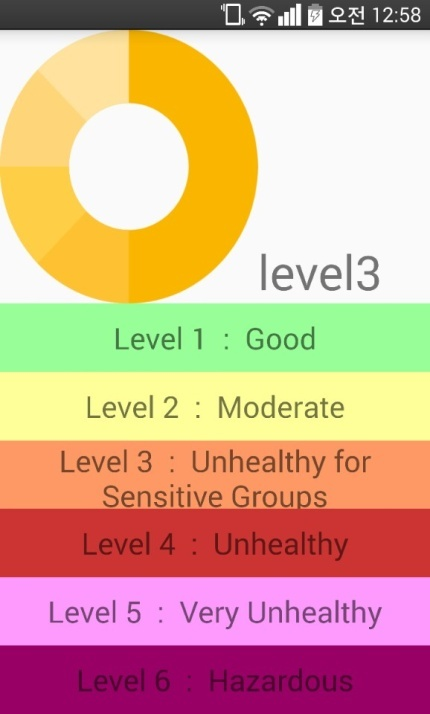 오전 12:58
level3
Level 1 : Good
Level 2 : Moderate
Level 3 : Unhealthy for
Sensitive Groups
Level 4 : Unhealthy
Level 5 : Very Unhealthy
Level 6 : Hazardous